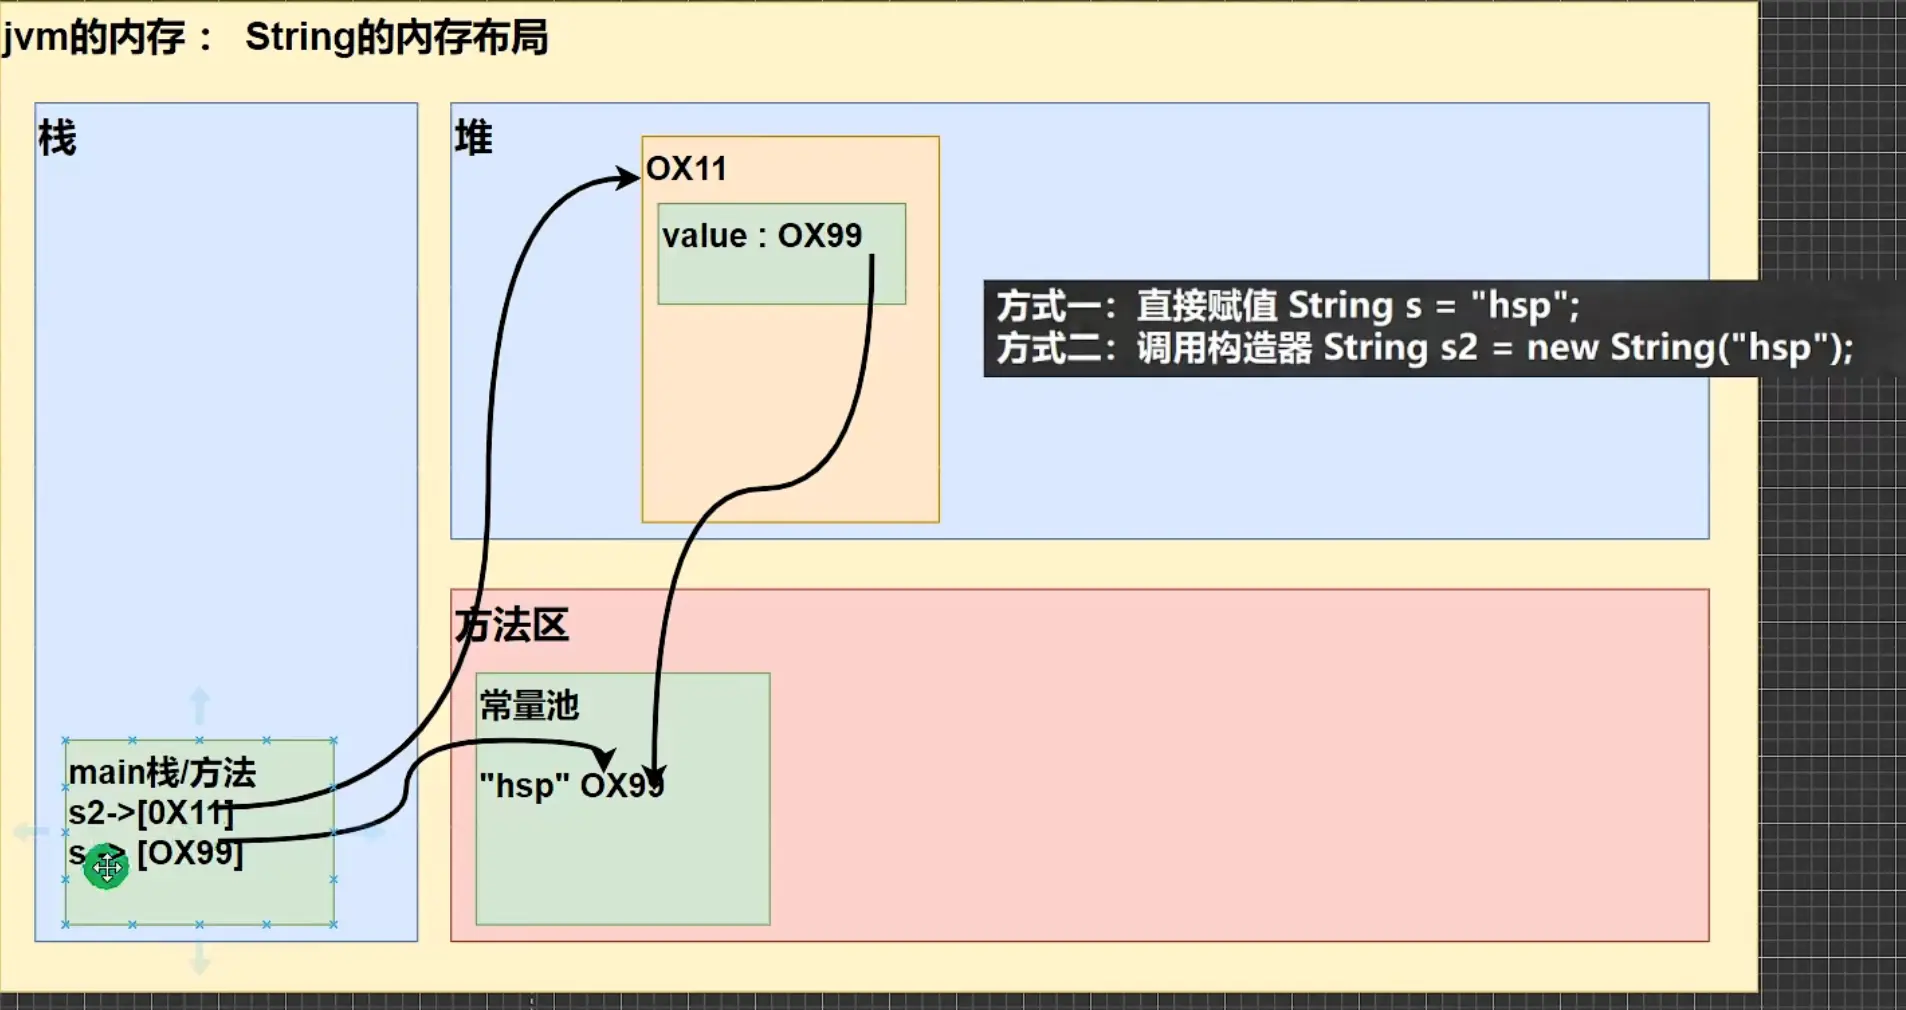 jvm的内存： String的内存布局
栈
堆
OX11
value : OX99
方式一：直接赋值 String s = "hsp";
方式二：调用构造器 String s2 = new String("hsp");
方法区
常量池
"hsp" OX99
main栈/方法
s2->[0X11]
s -> [OX99]